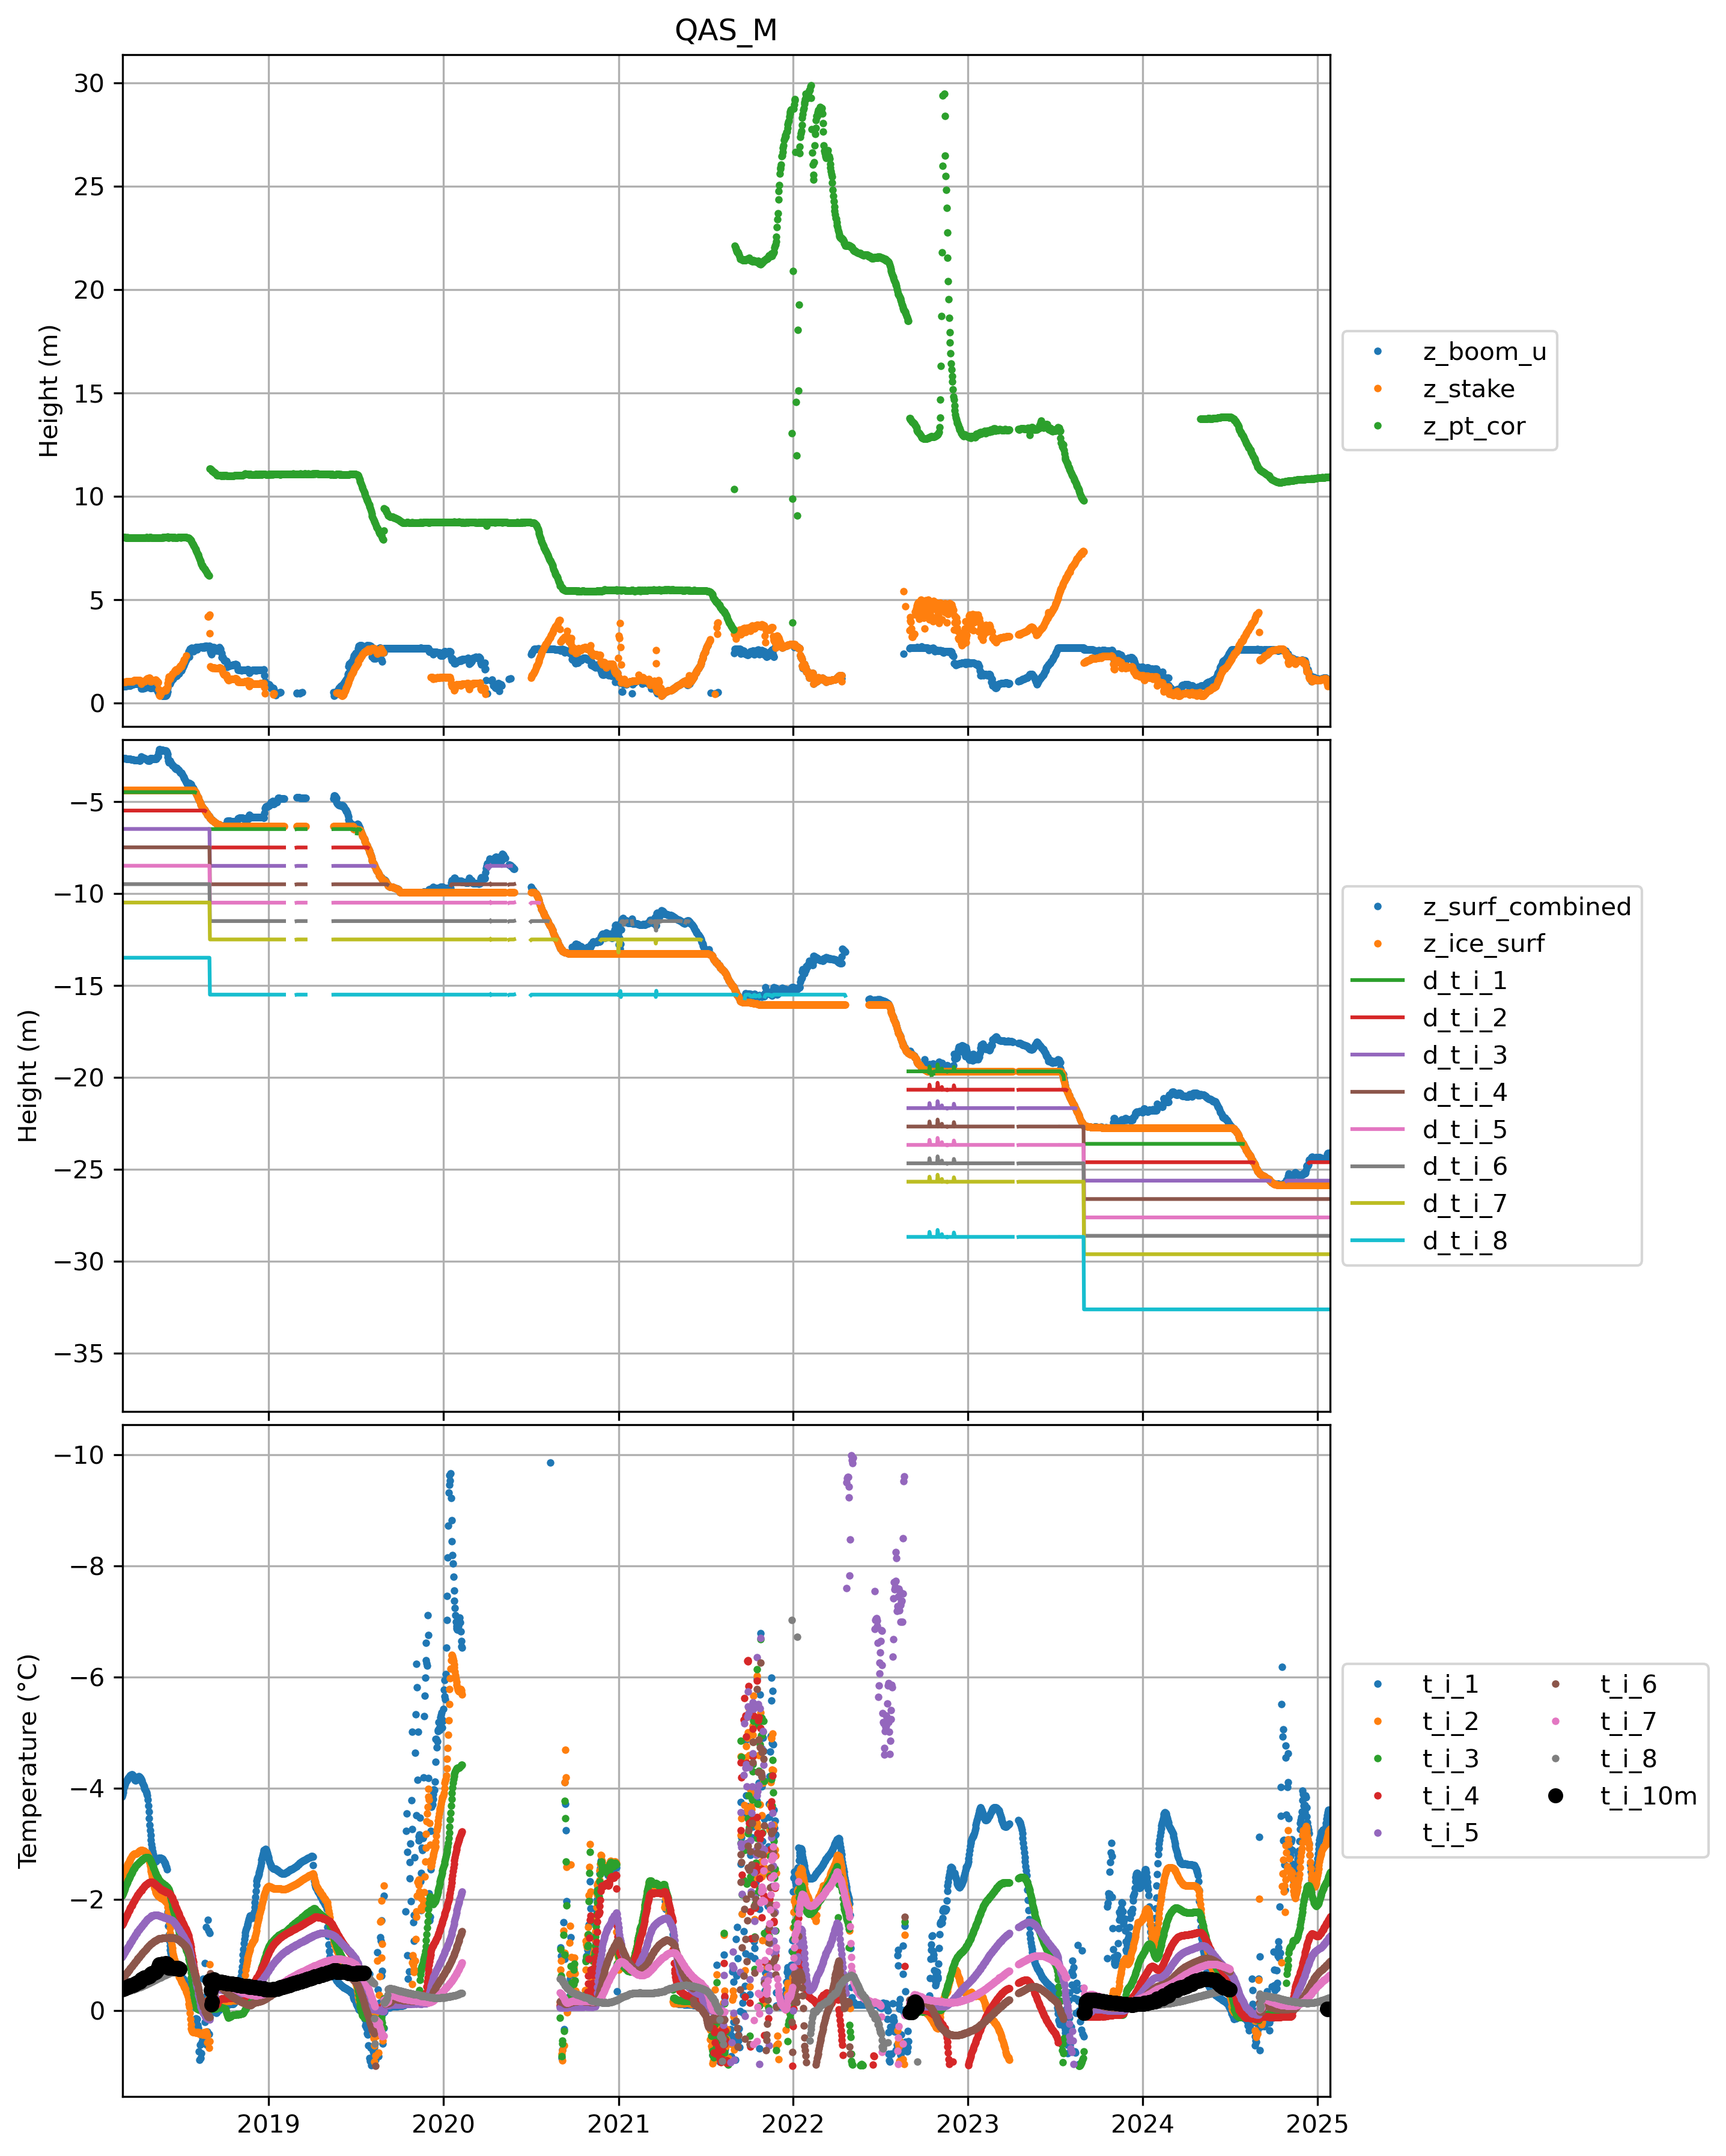 QAS_M
Height (m)
30
25
20
15
10
5
0
z_boom_u
z_stake
z_pt_cor
Height (m)
−5
−10
−15
−20
−25
−30
−35
z_surf_combined
z_ice_surf
d_t_i_1
d_t_i_2
d_t_i_3
d_t_i_4
d_t_i_5
d_t_i_6
d_t_i_7
d_t_i_8
Temperature (°C)
−10
−8
−6
−4
−2
0
2019 2020 2021 2022 2023 2024 2025
t_i_1 t_i_6
t_i_2 t_i_7
t_i_3 t_i_8
t_i_4 t_i_10m
t_i_5